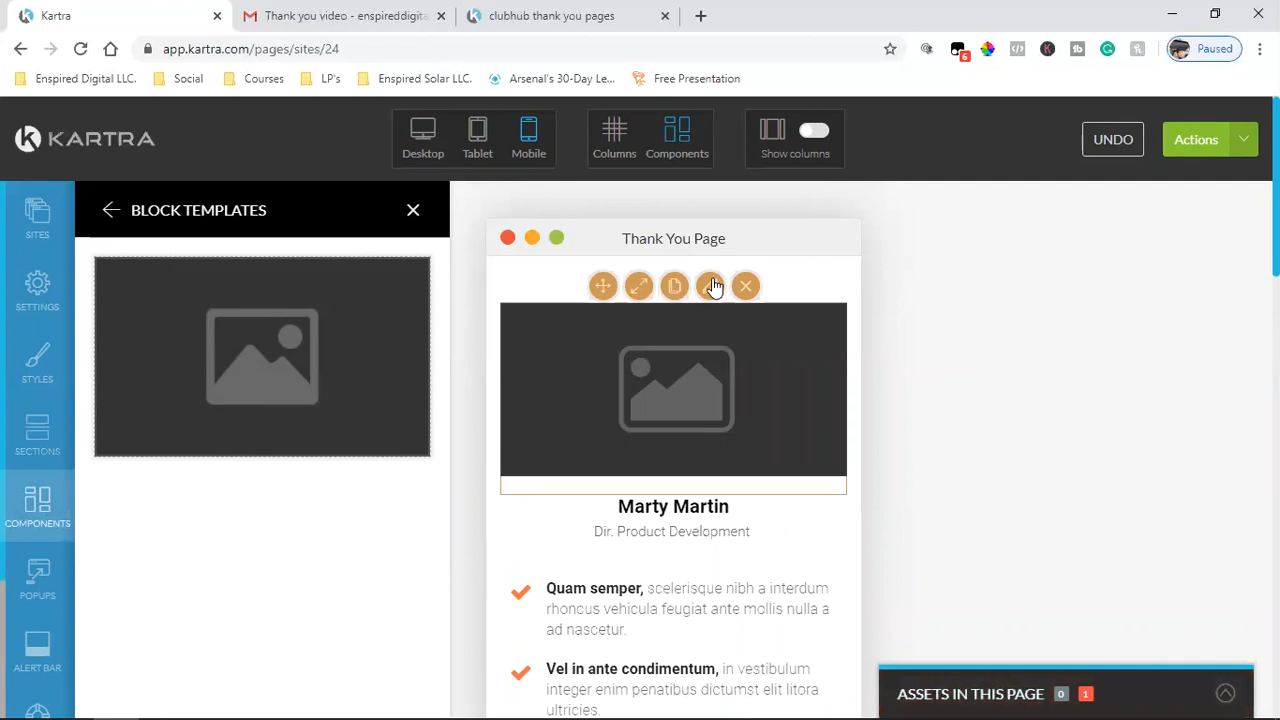 Kartra
Thank you video - enspireddigita
clubhub thank you pages
app.kartra.com/pages/sites/24
6
Paused
Enspired Digital LLC.
Social
Courses
LP's
Enspired Solar LLC.
Arsenal's 30-Day Le...
Free Presentation
KARTRA
Desktop
Tablet
Mobile
Columns
Components
Show columns
UNDO
Actions
SITES
SETTINGS
STYLES
SECTIONS
COMPONENTS
POPUPS
ALERT BAR
BLOCK TEMPLATES
Thank You Page
Marty Martin
Dir. Product Development
Quam semper, scelerisque nibh a interdum
rhoncus vehicula feugiat ante mollis nulla a
ad nascetur.
Vel in ante condimentum, in vestibulum
integer enim penatibus dictumst elit litora
ultricies.
ASSETS IN THIS PAGE 0 1